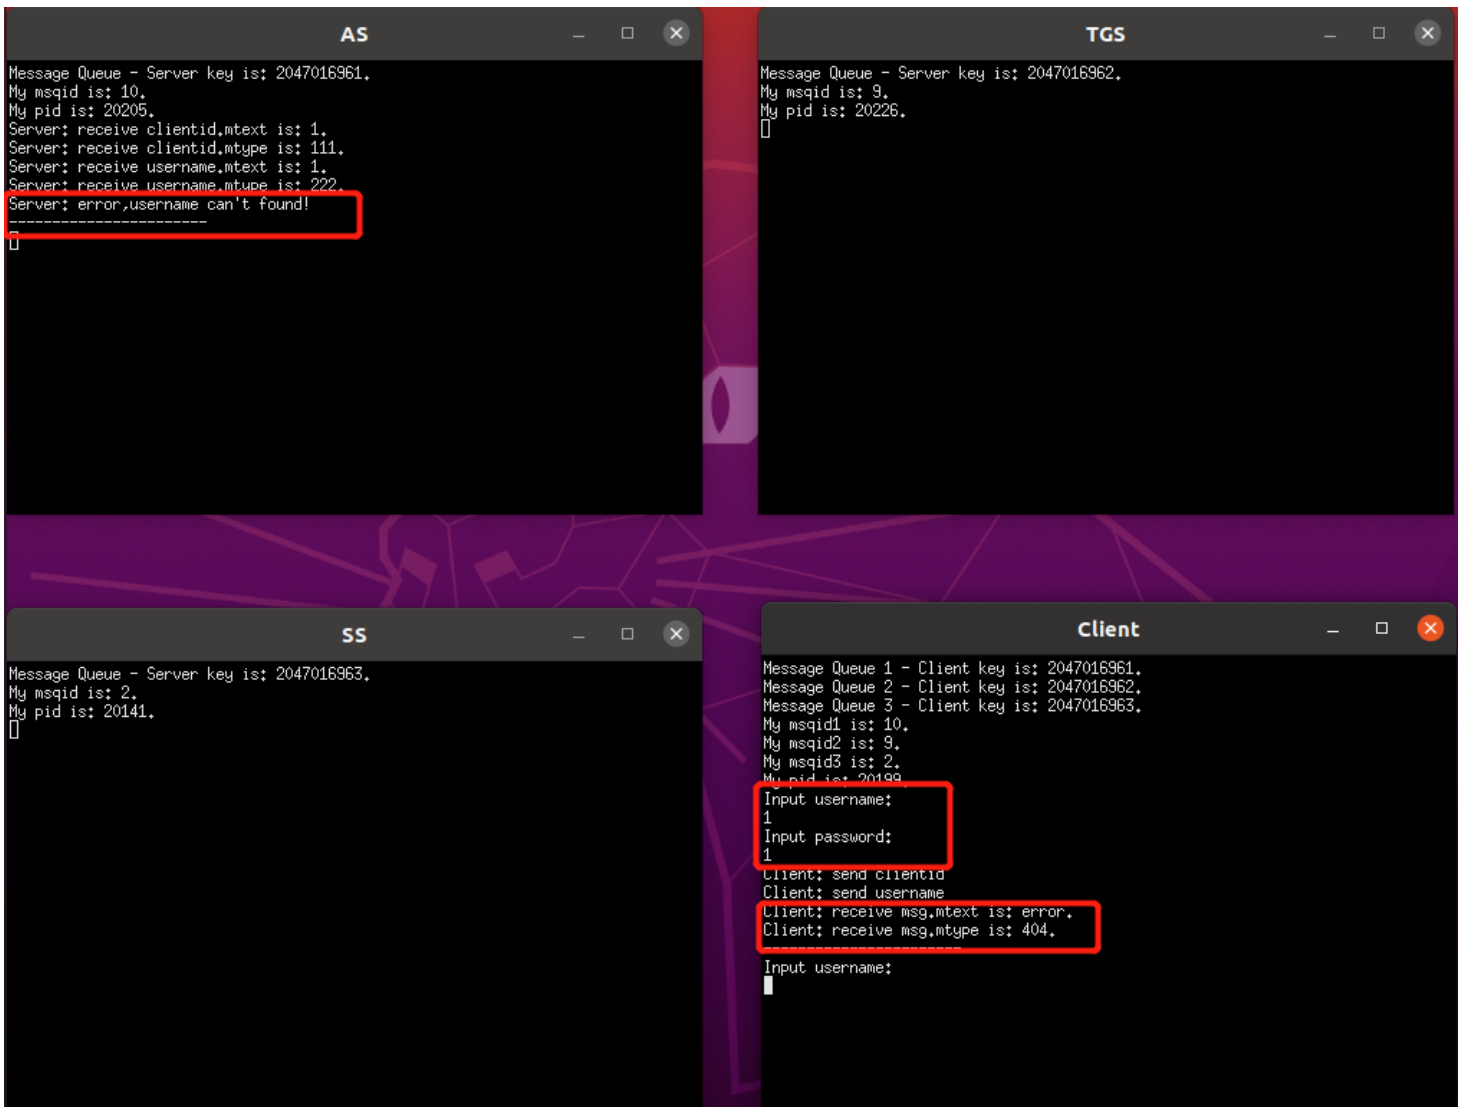 AS
Message Queue - Server key is: 2047016961.
My msqid is: 10.
My pid is: 20205.
Server: receive clientid.mtext is: 1.
Server: receive clientid.mtype is: 111.
Server: receive username.mtext is: 1.
Server: receive username.mtype is: 222.
Server: error,username can't found!
-----------------------
TGS
Message Queue - Server key is: 2047016962.
My msqid is: 9.
My pid is: 20226.
SS
Message Queue - Server key is: 2047016963.
My msqid is: 2.
My pid is: 20141.
Client
Message Queue 1 - Client key is: 2047016961.
Message Queue 2 - Client key is: 2047016962.
Message Queue 3 - Client key is: 2047016963.
My msqid1 is: 10.
My msqid2 is: 9.
My msqid3 is: 2.
My pid is: 20199.
Input username:
1
Input password:
1
Client: send clientid
Client: send username
Client: receive msg.mtext is: error.
Client: receive msg.mtype is: 404.
-----------------------
Input username: